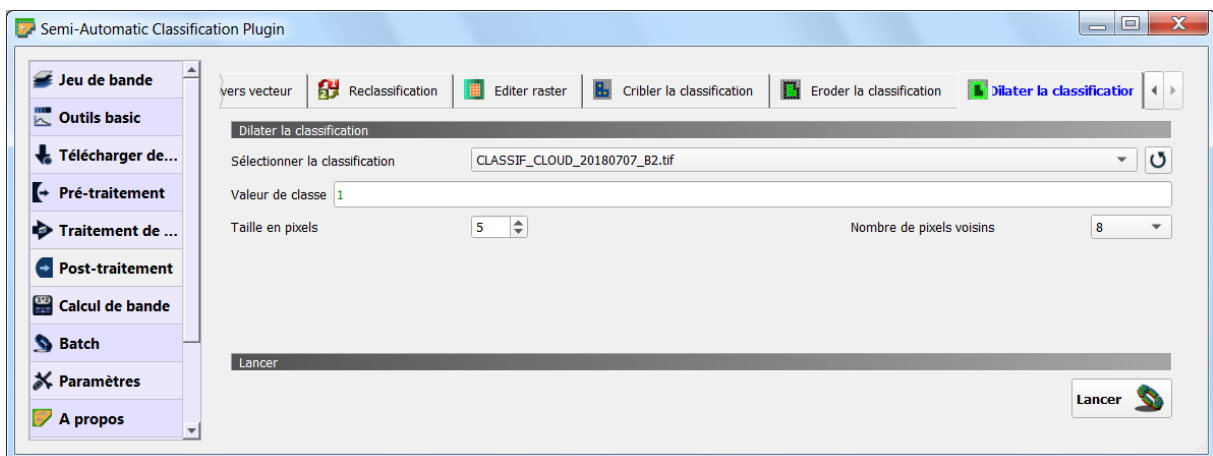 Semi-Automatic Classification Plugin
Jeu de bande
Outils basic
Télécharger de...
Pré-traitement
Traitement de ...
Post-traitement
Calcul de bande
Batch
Paramètres
A propos
vers vecteur Reclassification Editer raster Cribler la classification Eroder la classification Dilater la classification
Dilater la classification
Sélectionner la classification CLASSIF_CLOUD_20180707_B2.tif
Valeur de classe 1
Taille en pixels 5 Nombre de pixels voisins 8
Lancer
Lancer